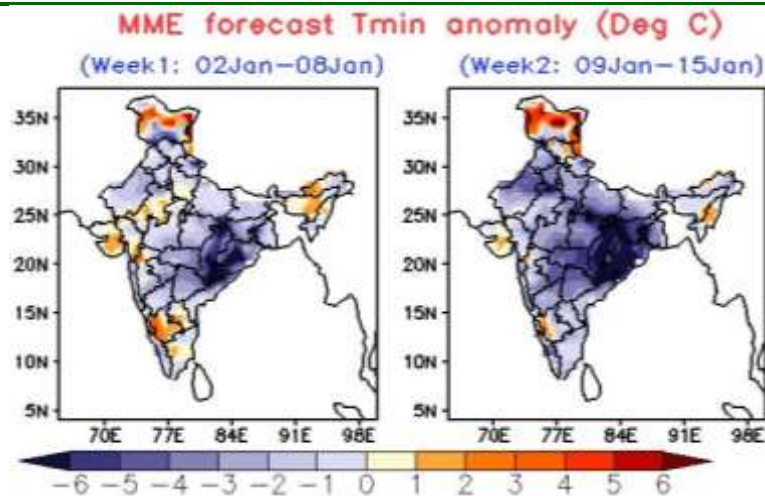 MME forecast Tmin anomaly (Deg C)
(Week1: 02Jan-08Jan) (Week2: 09Jan-15Jan)
35N 35N
30N 30N
25N 25N
20N 20N
15N 15N
10N 10N
5N 5N
70E 77E 84E 91E 98E 70E 77E 84E 91E 98E
-6 -5 -4 -3 -2 -1 0 1 2 3 4 5 6